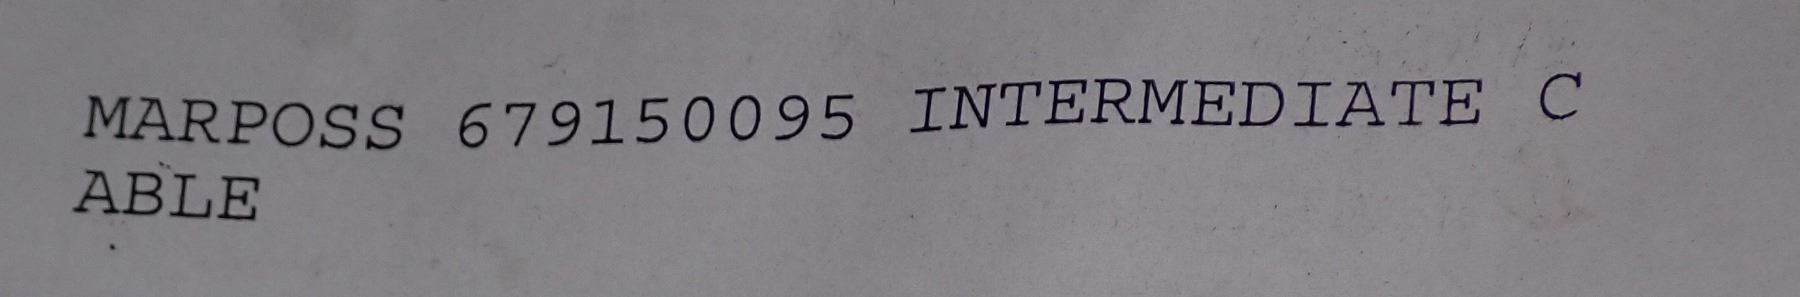 MARPOSS 679150095 INTERMEDIATE C
ABLE